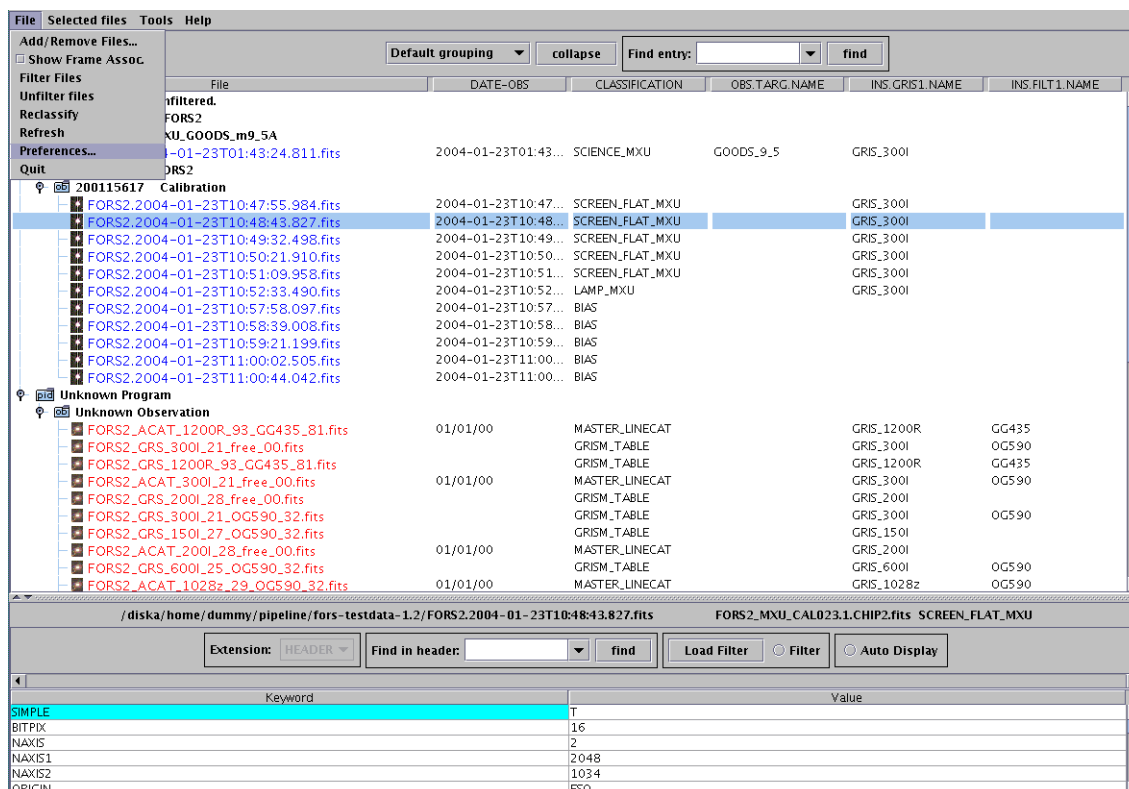 File Selected files Tools Help
Add/Remove Files...
Show Frame Assoc.
Filter Files
Unfilter files
Reclassify
Refresh
Preferences...
Quit
Default grouping collapse Find entry: find
File DATE-OBS CLASSIFICATION OBS.TARG.NAME INS.GRIS1.NAME INS.FILT1.NAME
nfiltered.
FORS2
XU_GOODS_m9_5A
-01-23T01:43:24.811.fits 2004-01-23T01:43... SCIENCE_MXU GOODS_9_5 GRIS_300I
ORS2
ob 200115617 Calibration
FORS2.2004-01-23T10:47:55.984.fits 2004-01-23T10:47... SCREEN_FLAT_MXU GRIS_300I
FORS2.2004-01-23T10:48:43.827.fits 2004-01-23T10:48... SCREEN_FLAT_MXU GRIS_300I
FORS2.2004-01-23T10:49:32.498.fits 2004-01-23T10:49... SCREEN_FLAT_MXU GRIS_300I
FORS2.2004-01-23T10:50:21.910.fits 2004-01-23T10:50... SCREEN_FLAT_MXU GRIS_300I
FORS2.2004-01-23T10:51:09.958.fits 2004-01-23T10:51... SCREEN_FLAT_MXU GRIS_300I
FORS2.2004-01-23T10:52:33.490.fits 2004-01-23T10:52... LAMP_MXU GRIS_300I
FORS2.2004-01-23T10:57:58.097.fits 2004-01-23T10:57... BIAS
FORS2.2004-01-23T10:58:39.008.fits 2004-01-23T10:58... BIAS
FORS2.2004-01-23T10:59:21.199.fits 2004-01-23T10:59... BIAS
FORS2.2004-01-23T11:00:02.505.fits 2004-01-23T11:00... BIAS
FORS2.2004-01-23T11:00:44.042.fits 2004-01-23T11:00... BIAS
pid Unknown Program
ob Unknown Observation
FORS2_ACAT_1200R_93_GG435_81.fits 01/01/00 MASTER_LINECAT GRIS_1200R GG435
FORS2_GRS_300I_21_free_00.fits GRISM_TABLE GRIS_300I OG590
FORS2_GRS_1200R_93_GG435_81.fits GRISM_TABLE GRIS_1200R GG435
FORS2_ACAT_300I_21_free_00.fits 01/01/00 MASTER_LINECAT GRIS_300I OG590
FORS2_GRS_200I_28_free_00.fits GRISM_TABLE GRIS_200I
FORS2_GRS_300I_21_OG590_32.fits GRISM_TABLE GRIS_300I OG590
FORS2_GRS_150I_27_OG590_32.fits GRISM_TABLE GRIS_150I
FORS2_ACAT_200I_28_free_00.fits 01/01/00 MASTER_LINECAT GRIS_200I
FORS2_GRS_600I_25_OG590_32.fits GRISM_TABLE GRIS_600I OG590
FORS2_ACAT_1028z_29_OG590_32.fits 01/01/00 MASTER_LINECAT GRIS_1028z OG590
/diska/home/dummy/pipeline/fors-testdata-1.2/FORS2.2004-01-23T10:48:43.827.fits FORS2_MXU_CAL023.1.CHIP2.fits SCREEN_FLAT_MXU
Extension: HEADER Find in header: find Load Filter Filter Auto Display
Keyword Value
SIMPLE T
BITPIX 16
NAXIS 2
NAXIS1 2048
NAXIS2 1034
ORIGIN ESO